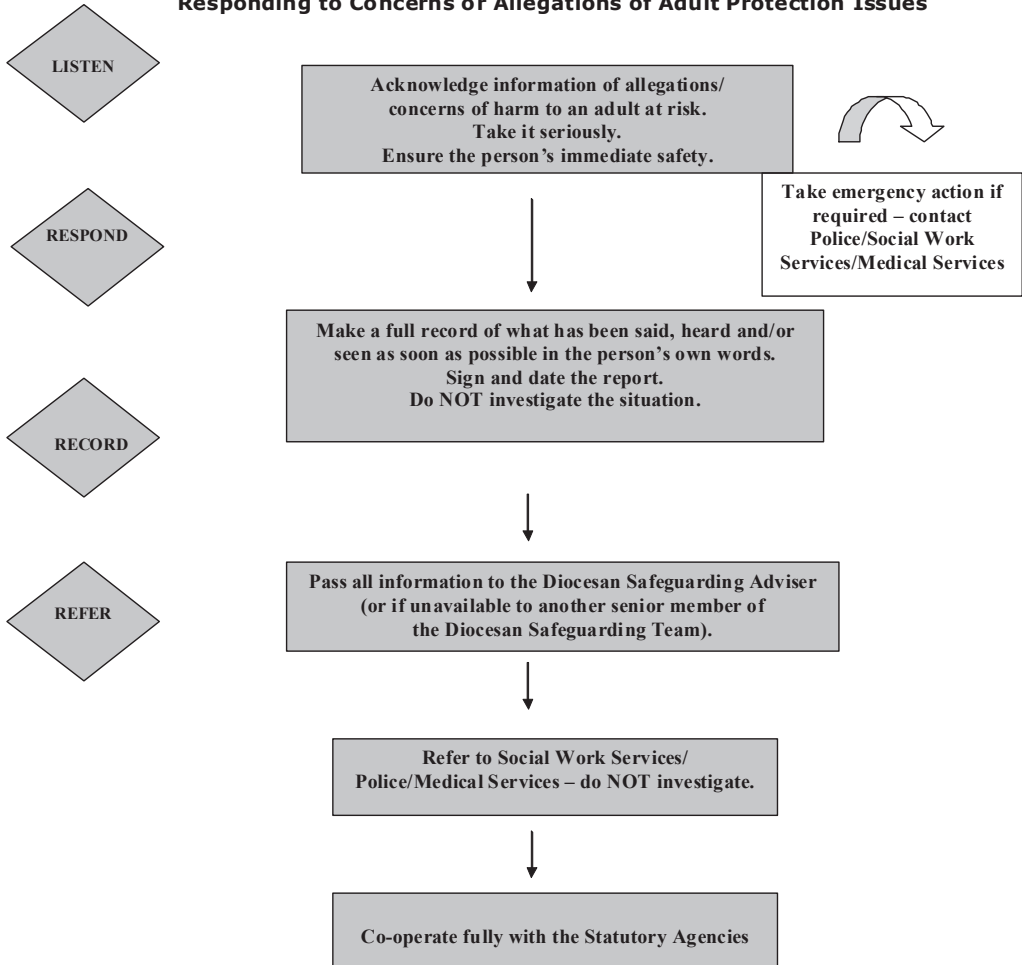 Responding to Concerns or Allegations of Adult Protection Issues
LISTEN
Acknowledge information of allegations/
concerns of harm to an adult at risk.
Take it seriously.
Ensure the person's immediate safety.
Take emergency action if
required – contact
Police/Social Work
Services/Medical Services
RESPOND
Make a full record of what has been said, heard and/or
seen as soon as possible in the person's own words.
Sign and date the report.
Do NOT investigate the situation.
RECORD
Pass all information to the Diocesan Safeguarding Adviser
(or if unavailable to another senior member of
the Diocesan Safeguarding Team).
REFER
Refer to Social Work Services/
Police/Medical Services – do NOT investigate.
Co-operate fully with the Statutory Agencies